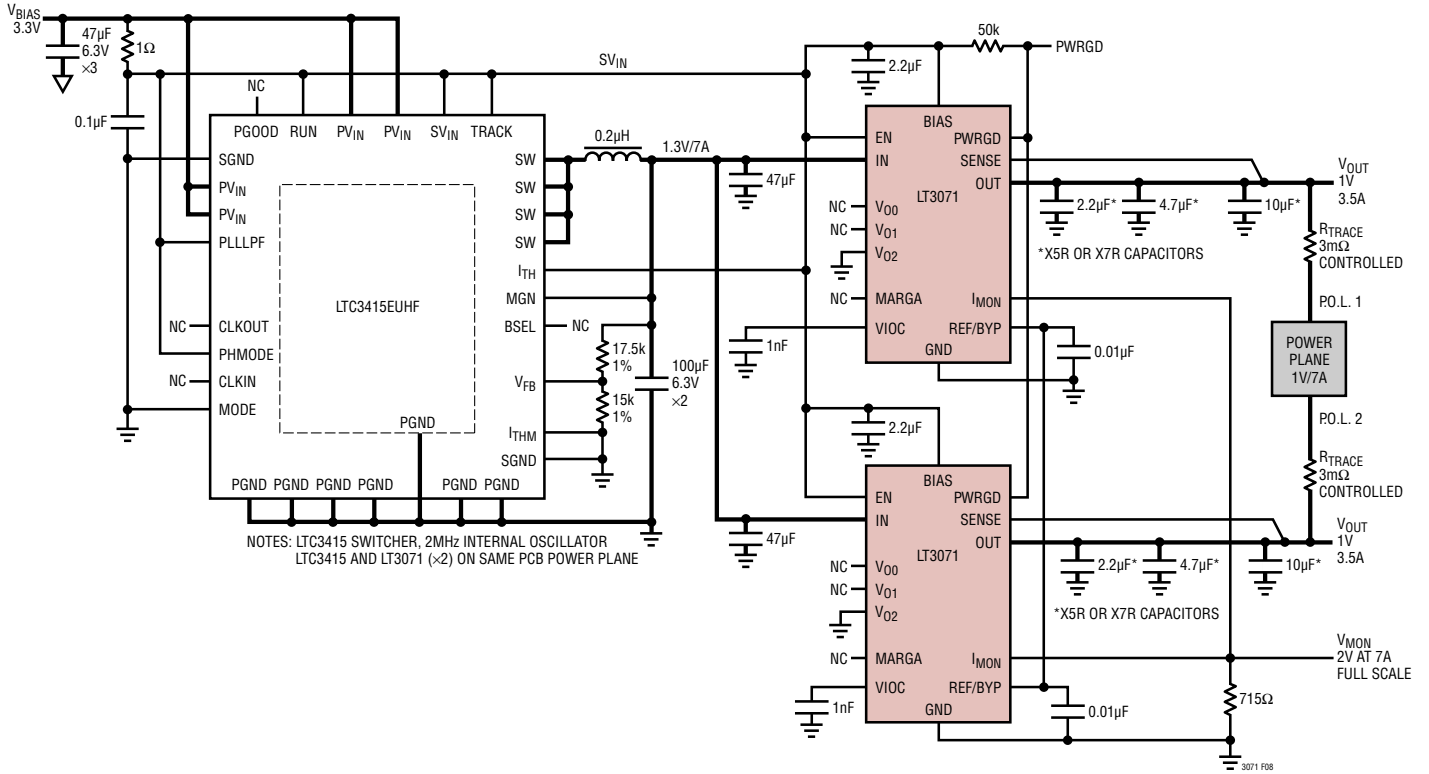 VBIAS
3.3V
47µF
6.3V
×3
1Ω
0.1µF
NC
SVIN
PGOOD RUN PVIN PVIN SVIN TRACK
SGND
PVIN
PVIN
PLLLPF
NC CLKOUT
PHMODE
NC CLKIN
MODE
LTC3415EUHF
SW
SW
SW
SW
ITH
MGN
BSEL NC
VFB
ITHM
SGND
PGND
PGND PGND PGND PGND PGND PGND
0.2µH
1.3V/7A
17.5k
1%
15k
1%
100µF
6.3V
×2
NOTES: LTC3415 SWITCHER, 2MHz INTERNAL OSCILLATOR
LTC3415 AND LT3071 (×2) ON SAME PCB POWER PLANE
50k
PWRGD
2.2µF
47µF
BIAS
EN
PWRGD
IN
SENSE
OUT
LT3071
NC VO0
NC VO1
VO2
NC MARGA
IMON
VIOC
REF/BYP
GND
1nF
0.01µF
2.2µF* 4.7µF* 10µF*
*X5R OR X7R CAPACITORS
VOUT
1V
3.5A
RTRACE
3mΩ
CONTROLLED
P.O.L. 1
POWER
PLANE
1V/7A
P.O.L. 2
RTRACE
3mΩ
CONTROLLED
2.2µF
47µF
BIAS
EN
PWRGD
IN
SENSE
OUT
LT3071
NC VO0
NC VO1
VO2
NC MARGA
IMON
VIOC
REF/BYP
GND
1nF
0.01µF
2.2µF* 4.7µF* 10µF*
*X5R OR X7R CAPACITORS
VOUT
1V
3.5A
VMON
2V AT 7A
FULL SCALE
715Ω
3071 F08